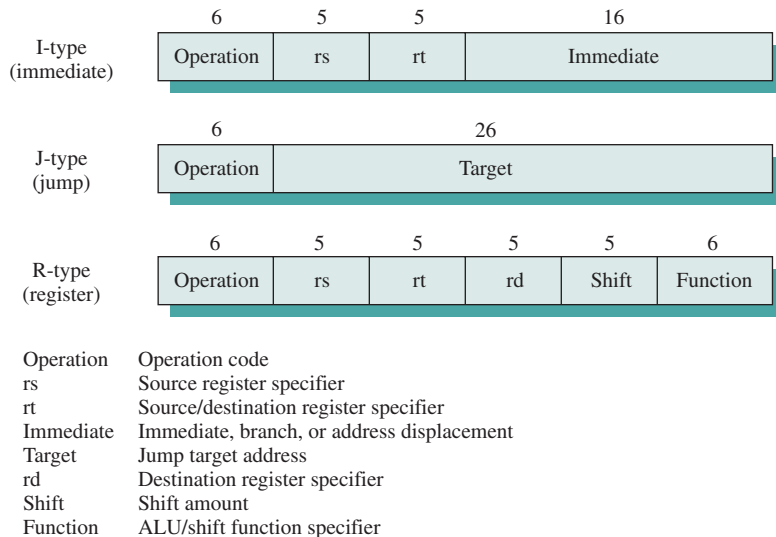 6 5 5 16
I-type
(immediate)
Operation rs rt Immediate
6 26
J-type
(jump)
Operation Target
6 5 5 5 5 6
R-type
(register)
Operation rs rt rd Shift Function
Operation Operation code
rs Source register specifier
rt Source/destination register specifier
Immediate Immediate, branch, or address displacement
Target Jump target address
rd Destination register specifier
Shift Shift amount
Function ALU/shift function specifier